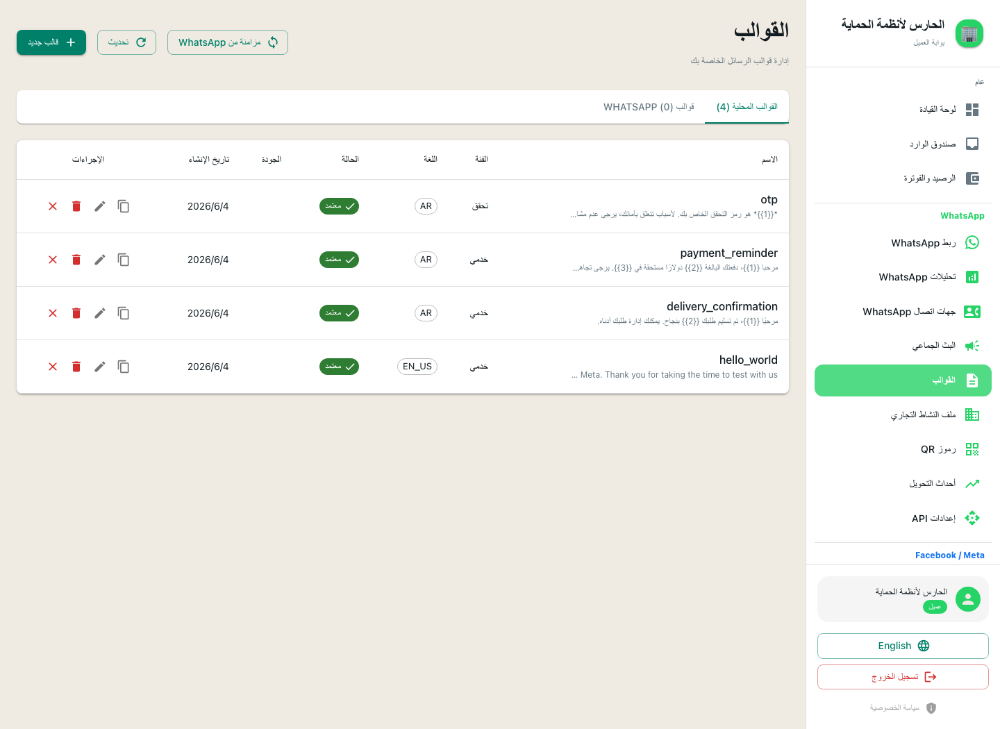 الحارس لأنظمة الحماية
بوابة العميل
عام
لوحة القيادة
صندوق الوارد
الرصيد والفوترة
WhatsApp
ربط WhatsApp
تحليلات WhatsApp
جهات اتصال WhatsApp
البث الجماعي
القوالب
ملف النشاط التجاري
رموز QR
أحداث التحويل
إعدادات API
Facebook / Meta
الحارس لأنظمة الحماية
عميل
English
تسجيل الخروج
سياسة الخصوصية
القوالب
إدارة قوالب الرسائل الخاصة بك
مزامنة من WhatsApp
تحديث
قالب جديد
القوالب المحلية (4)
قوالب WHATSAPP (0)
الاسم الفئة اللغة الحالة الجودة تاريخ الإنشاء الإجراءات
otp
*{{1}}* هو رمز التحقق الخاص بك. لأسباب تتعلق بأمانك، يرجى عدم مشا...
تحقق AR معتمد 2026/6/4
payment_reminder
مرحبا {{1}}، دفعتك البالغة {{2}} دولارًا مستحقة في {{3}}. يرجى تجاه...
خدمي AR معتمد 2026/6/4
delivery_confirmation
مرحبًا {{1}}، تم تسليم طلبك {{2}} بنجاح. يمكنك إدارة طلبك أدناه.
خدمي AR معتمد 2026/6/4
hello_world
... Meta. Thank you for taking the time to test with us
خدمي EN_US معتمد 2026/6/4